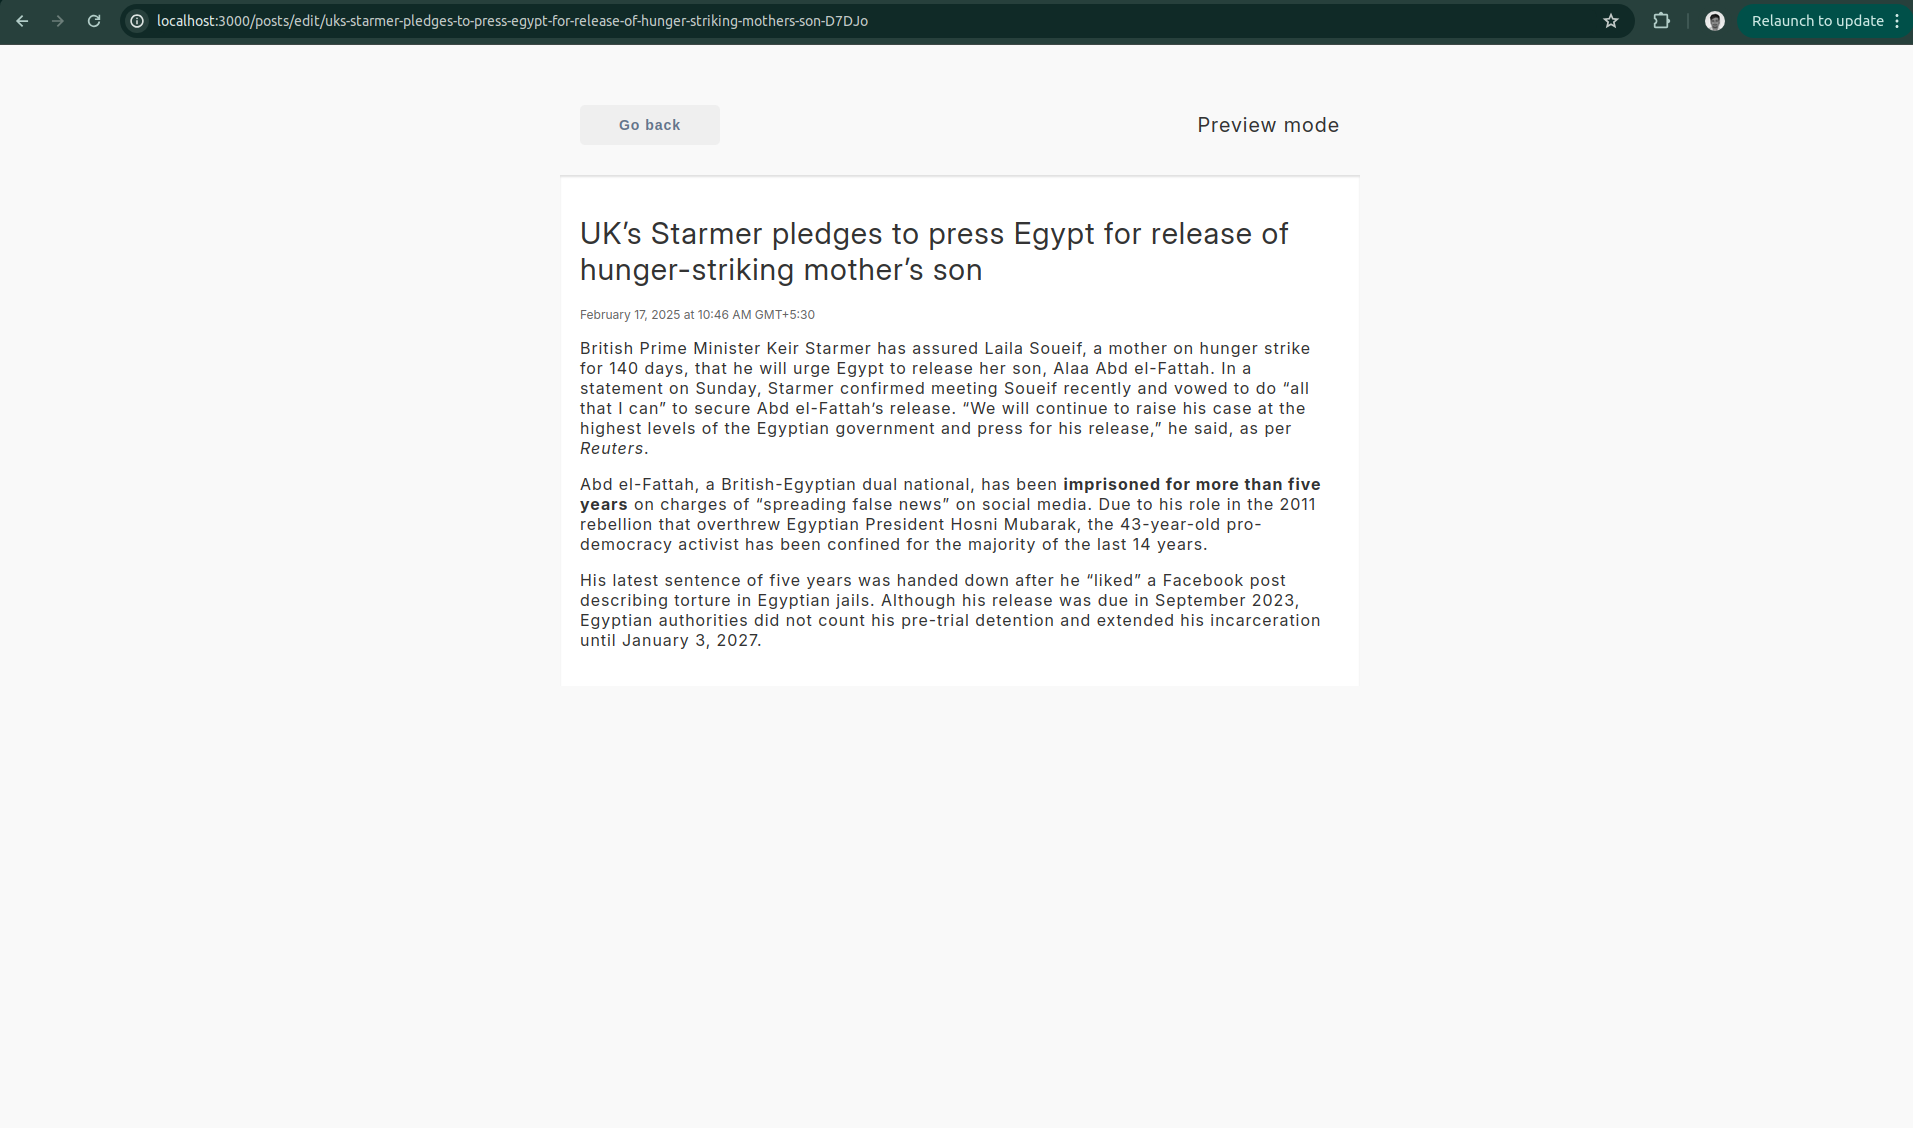 localhost:3000/posts/edit/uks-starmer-pledges-to-press-egypt-for-release-of-hunger-striking-mothers-son-D7DJo
Relaunch to update
Go back
Preview mode
UK’s Starmer pledges to press Egypt for release of
hunger-striking mother’s son
February 17, 2025 at 10:46 AM GMT+5:30
British Prime Minister Keir Starmer has assured Laila Soueif, a mother on hunger strike
for 140 days, that he will urge Egypt to release her son, Alaa Abd el-Fattah. In a
statement on Sunday, Starmer confirmed meeting Soueif recently and vowed to do “all
that I can” to secure Abd el-Fattah‘s release. “We will continue to raise his case at the
highest levels of the Egyptian government and press for his release,” he said, as per
Reuters.
Abd el-Fattah, a British-Egyptian dual national, has been imprisoned for more than five
years on charges of “spreading false news” on social media. Due to his role in the 2011
rebellion that overthrew Egyptian President Hosni Mubarak, the 43-year-old pro-
democracy activist has been confined for the majority of the last 14 years.
His latest sentence of five years was handed down after he “liked” a Facebook post
describing torture in Egyptian jails. Although his release was due in September 2023,
Egyptian authorities did not count his pre-trial detention and extended his incarceration
until January 3, 2027.